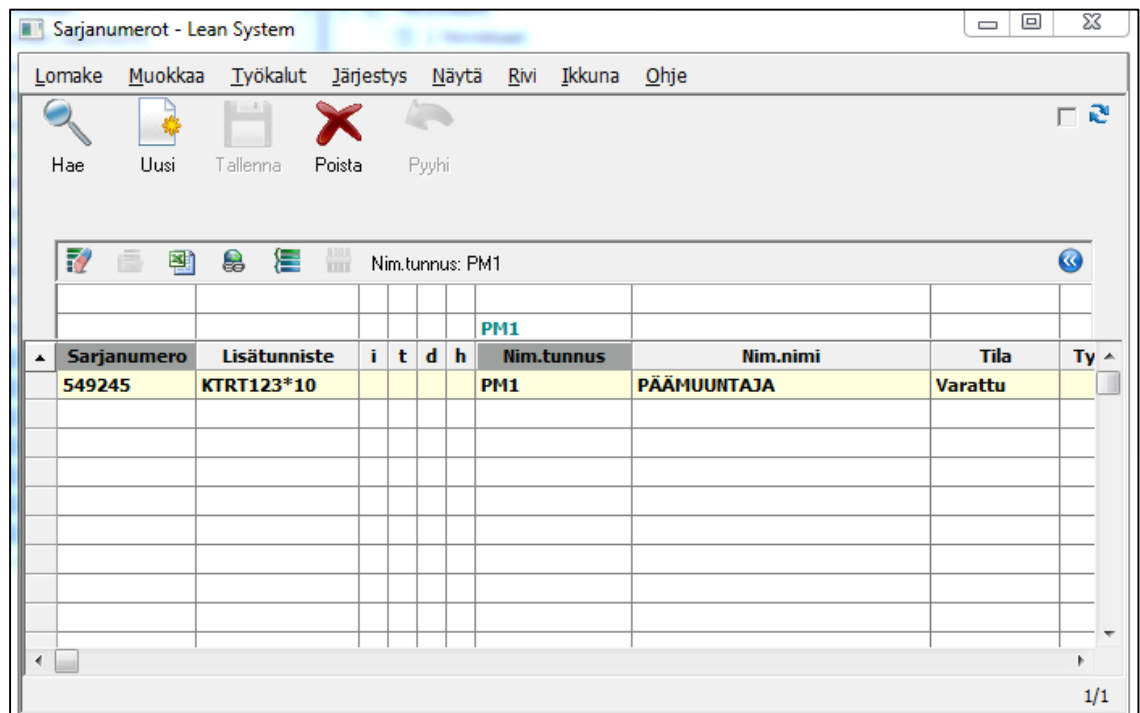 Sarjanumerot - Lean System
Lomake Muokkaa Työkalut Järjestys Näytä Rivi Ikkuna Ohje
Hae Uusi Tallenna Poista Pyyhi
Nim.tunnus: PM1
PM1
Sarjanumero Lisätunniste i t d h Nim.tunnus Nim.nimi Tila Ty
549245 KTRT123*10 PM1 PÄÄMUUNTAJA Varattu
1/1